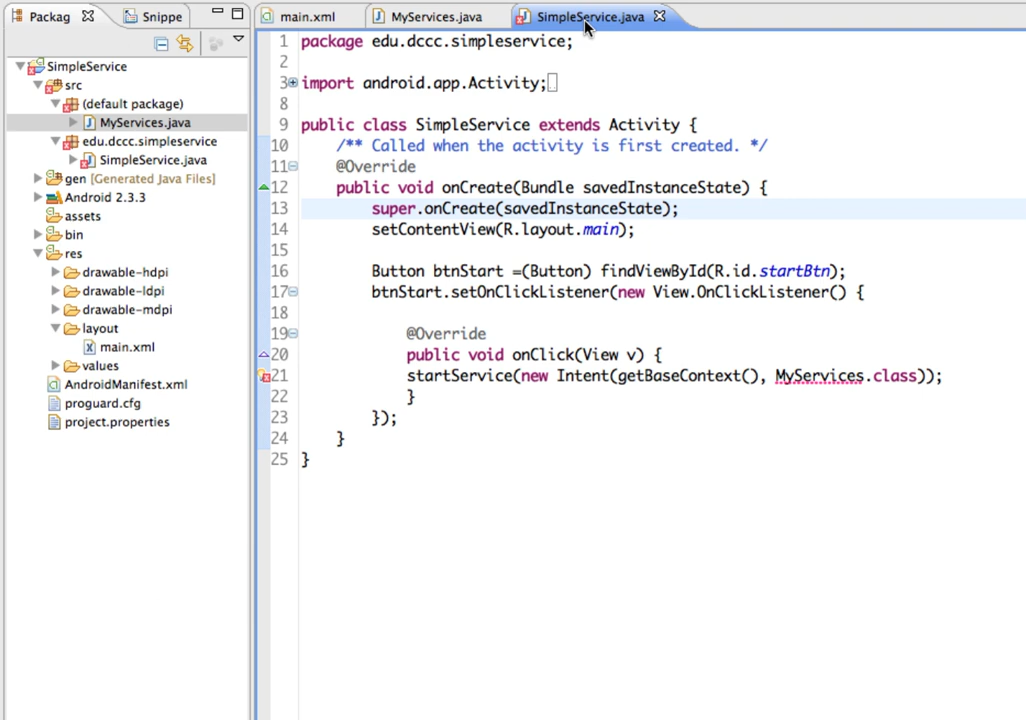 Packag
Snippe
SimpleService
src
(default package)
MyServices.java
edu.dccc.simpleservice
SimpleService.java
gen [Generated Java Files]
Android 2.3.3
assets
bin
res
drawable-hdpi
drawable-ldpi
drawable-mdpi
layout
main.xml
values
AndroidManifest.xml
proguard.cfg
project.properties
main.xml
MyServices.java
SimpleService.java
1 package edu.dccc.simpleservice;
2
3 import android.app.Activity;
8
9 public class SimpleService extends Activity {
10 /** Called when the activity is first created. */
11 @Override
12 public void onCreate(Bundle savedInstanceState) {
13 super.onCreate(savedInstanceState);
14 setContentView(R.layout.main);
15
16 Button btnStart =(Button) findViewById(R.id.startBtn);
17 btnStart.setOnClickListener(new View.OnClickListener() {
18
19 @Override
20 public void onClick(View v) {
21 startService(new Intent(getBaseContext(), MyServices.class));
22 }
23 });
24 }
25 }